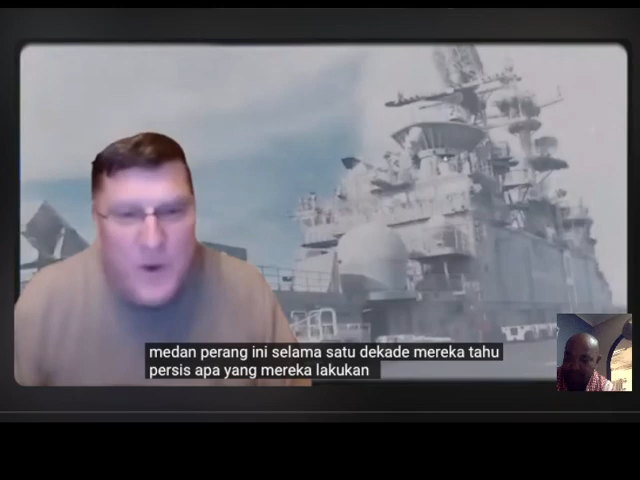 medan perang ini selama satu dekade mereka tahu
persis apa yang mereka lakukan